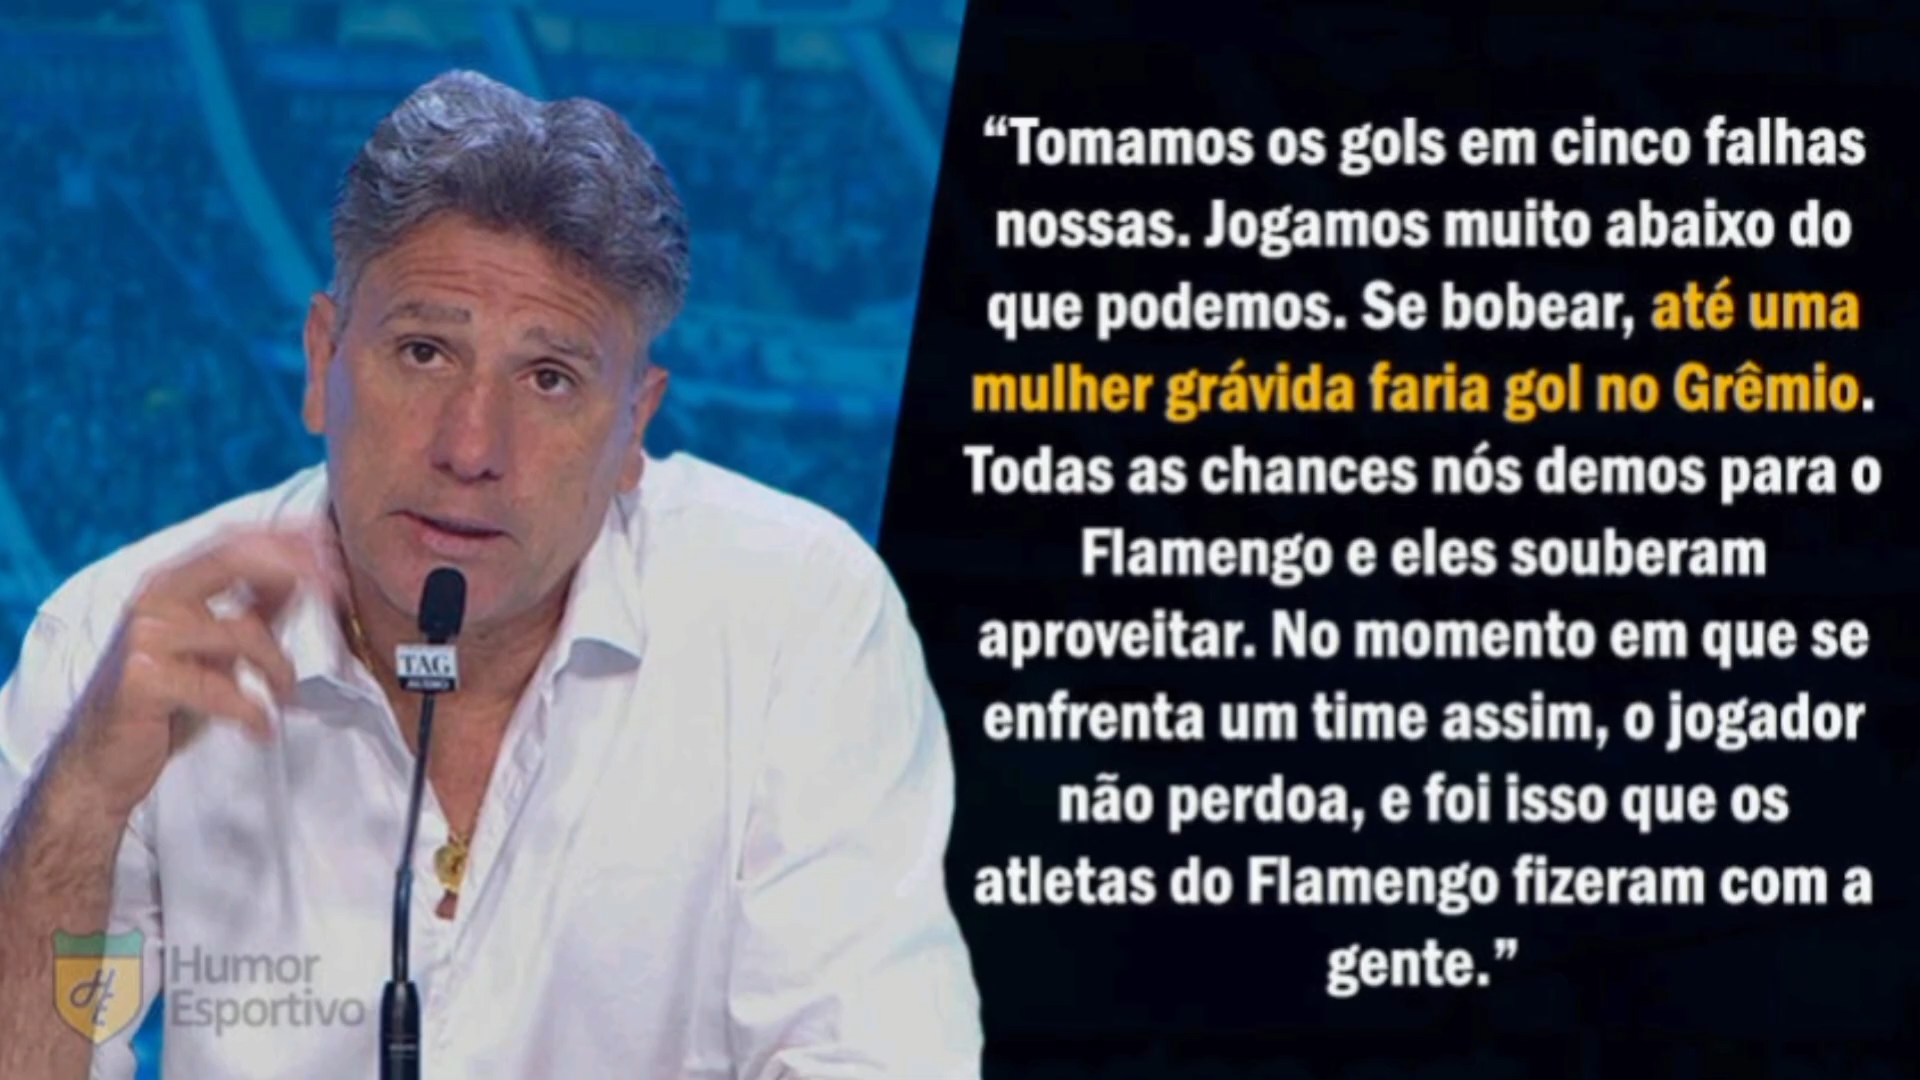 “Tomamos os gols em cinco falhas
nossas. Jogamos muito abaixo do
que podemos. Se bobear, até uma
mulher grávida faria gol no Grêmio.
Todas as chances nós demos para o
Flamengo e eles souberam
aproveitar. No momento em que se
enfrenta um time assim, o jogador
não perdoa, e foi isso que os
atletas do Flamengo fizeram com a
gente.”
TAG
AUDIO
HE
Humor
Esportivo